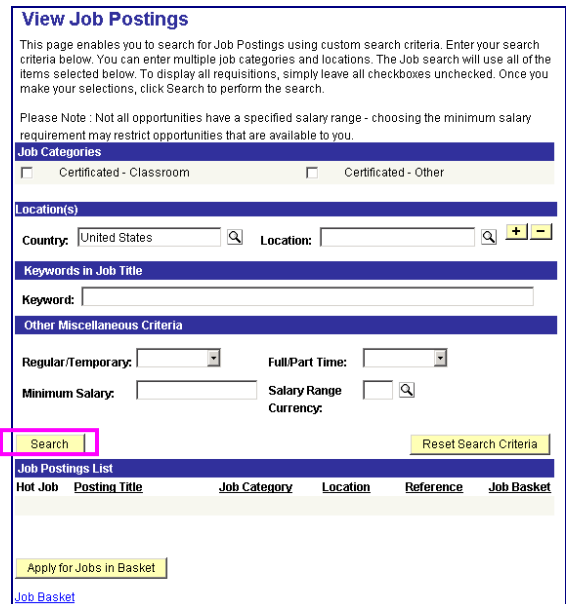 View Job Postings
This page enables you to search for Job Postings using custom search criteria. Enter your search
criteria below. You can enter multiple job categories and locations. The Job search will use all of the
items selected below. To display all requisitions, simply leave all checkboxes unchecked. Once you
make your selections, click Search to perform the search.
Please Note : Not all opportunities have a specified salary range - choosing the minimum salary
requirement may restrict opportunities that are available to you.
Job Categories
Certificated - Classroom Certificated - Other
Location(s)
Country: United States Location: + -
Keywords in Job Title
Keyword:
Other Miscellaneous Criteria
Regular/Temporary: Full/Part Time:
Minimum Salary: Salary Range
Currency:
Search Reset Search Criteria
Job Postings List
Hot Job Posting Title Job Category Location Reference Job Basket
Apply for Jobs in Basket
Job Basket